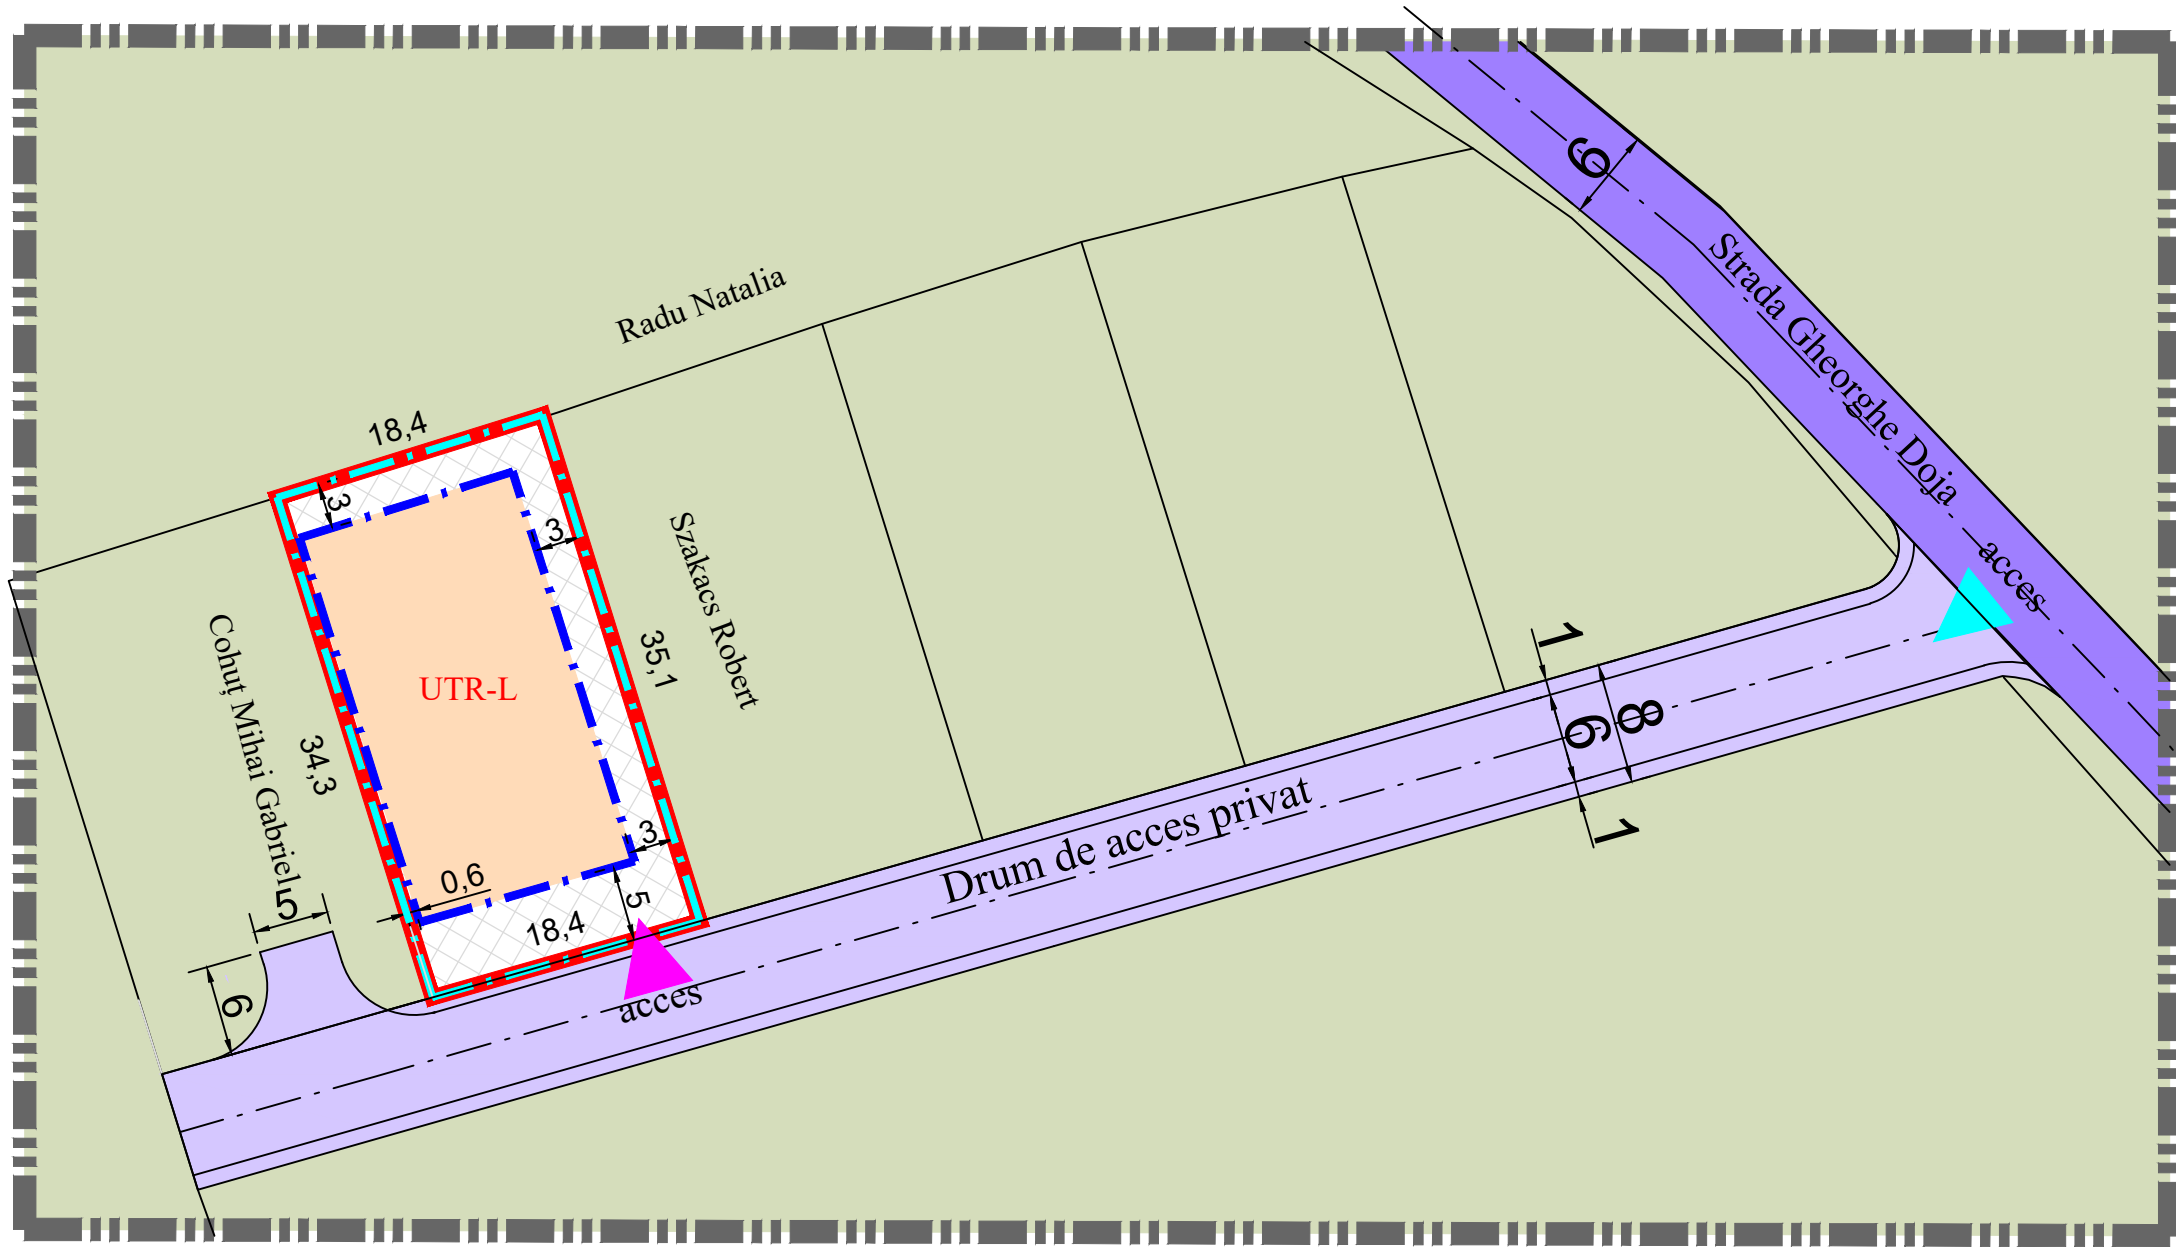 6
Strada Gheorghe Doja
acces
Radu Natalia
18,4
3
3
Szakacs Robert
35,1
UTR-L
Cohuț Mihai Gabriel
34,3
1
6
8
1
Drum de acces privat
3
0,6
5
18,4
5
6
acces